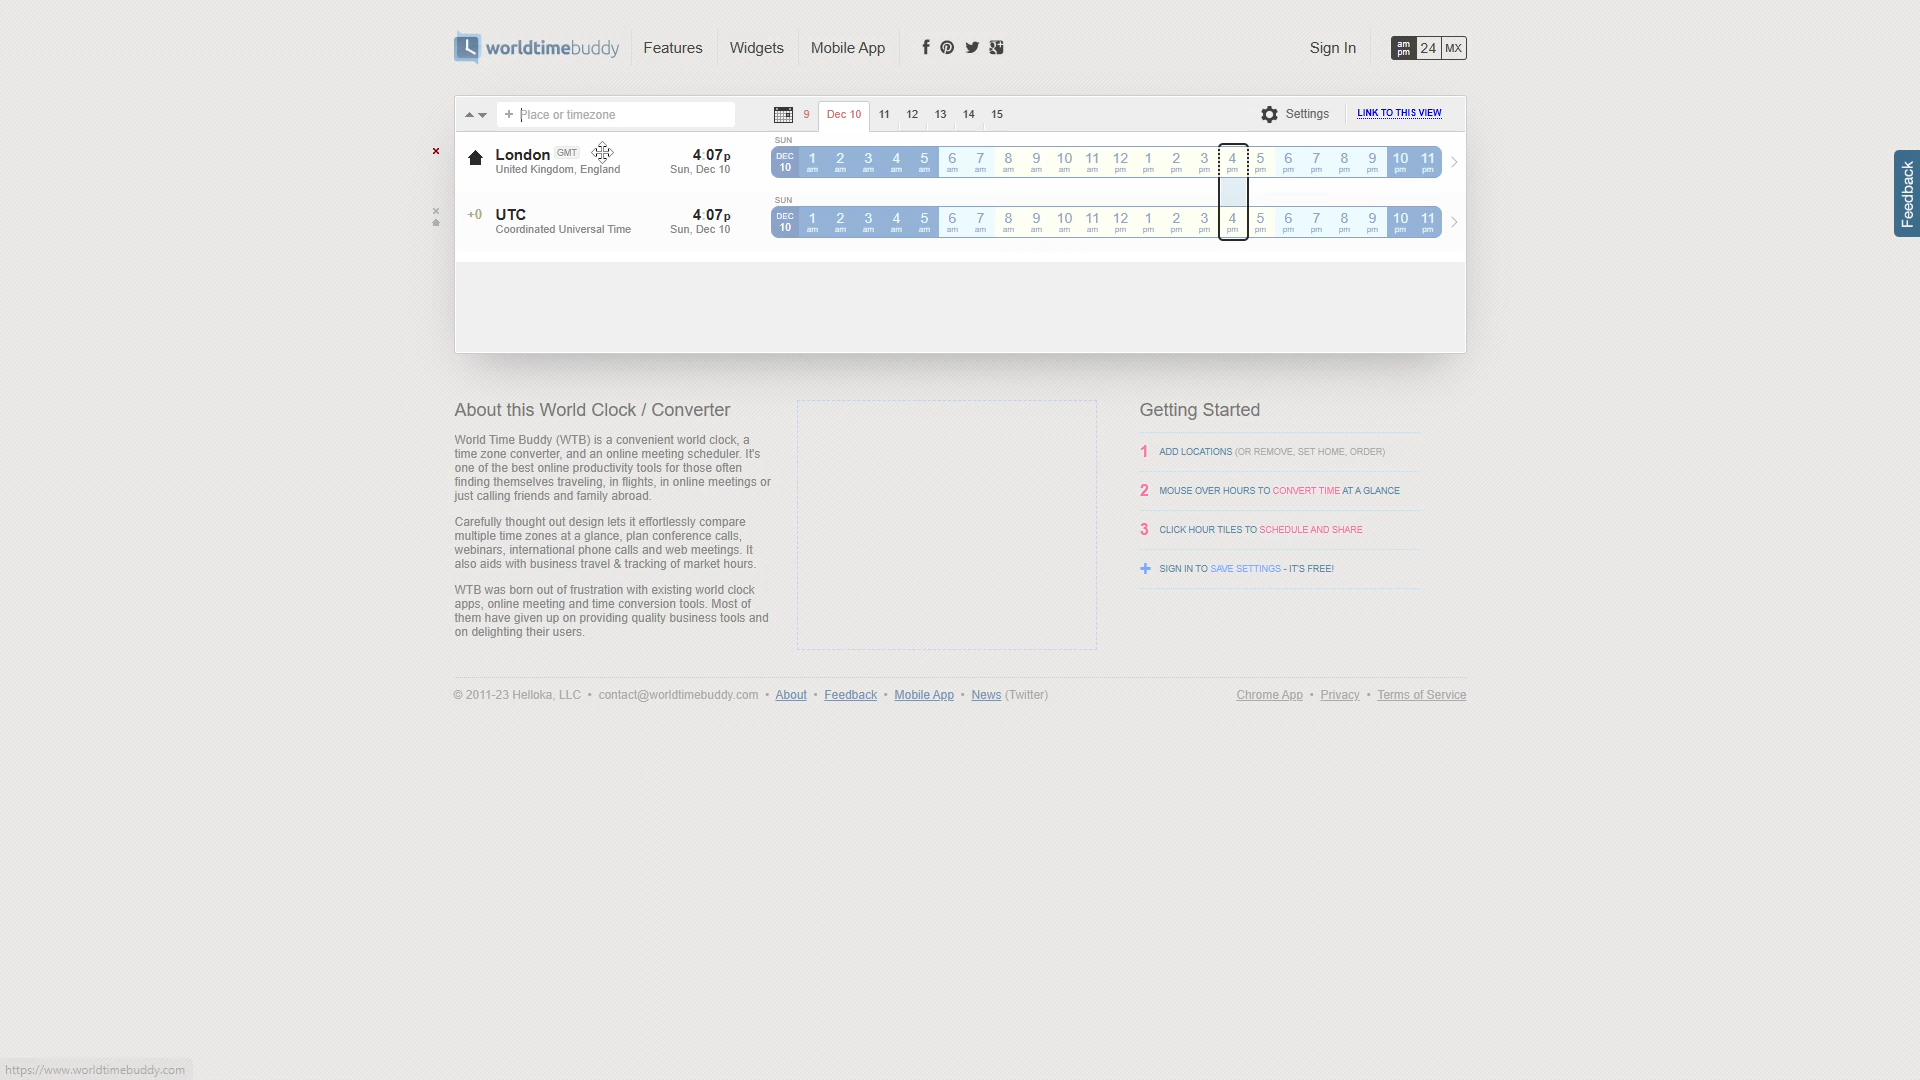 worldtimebuddy Features Widgets Mobile App Sign In am pm 24 MX
+ Place or timezone 9 Dec 10 11 12 13 14 15 Settings LINK TO THIS VIEW
SUN
London GMT 4:07p
United Kingdom, England Sun, Dec 10
DEC 10 1 am 2 am 3 am 4 am 5 am 6 am 7 am 8 am 9 am 10 am 11 am 12 pm 1 pm 2 pm 3 pm 4 pm 5 pm 6 pm 7 pm 8 pm 9 pm 10 pm 11 pm
SUN
+0 UTC 4:07p
Coordinated Universal Time Sun, Dec 10
DEC 10 1 am 2 am 3 am 4 am 5 am 6 am 7 am 8 am 9 am 10 am 11 am 12 pm 1 pm 2 pm 3 pm 4 pm 5 pm 6 pm 7 pm 8 pm 9 pm 10 pm 11 pm
Feedback
About this World Clock / Converter
World Time Buddy (WTB) is a convenient world clock, a
time zone converter, and an online meeting scheduler. It's
one of the best online productivity tools for those often
finding themselves traveling, in flights, in online meetings or
just calling friends and family abroad.
Carefully thought out design lets it effortlessly compare
multiple time zones at a glance, plan conference calls,
webinars, international phone calls and web meetings. It
also aids with business travel & tracking of market hours.
WTB was born out of frustration with existing world clock
apps, online meeting and time conversion tools. Most of
them have given up on providing quality business tools and
on delighting their users.
Getting Started
1 ADD LOCATIONS (OR REMOVE, SET HOME, ORDER)
2 MOUSE OVER HOURS TO CONVERT TIME AT A GLANCE
3 CLICK HOUR TILES TO SCHEDULE AND SHARE
+ SIGN IN TO SAVE SETTINGS - IT'S FREE!
© 2011-23 Helloka, LLC • contact@worldtimebuddy.com • About • Feedback • Mobile App • News (Twitter) Chrome App • Privacy • Terms of Service
https://www.worldtimebuddy.com